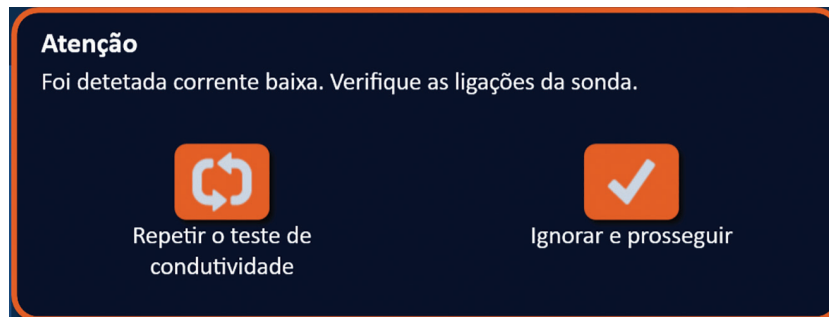 Atenção
Foi detetada corrente baixa. Verifique as ligações da sonda.
Repetir o teste de
condutividade
Ignorar e prosseguir